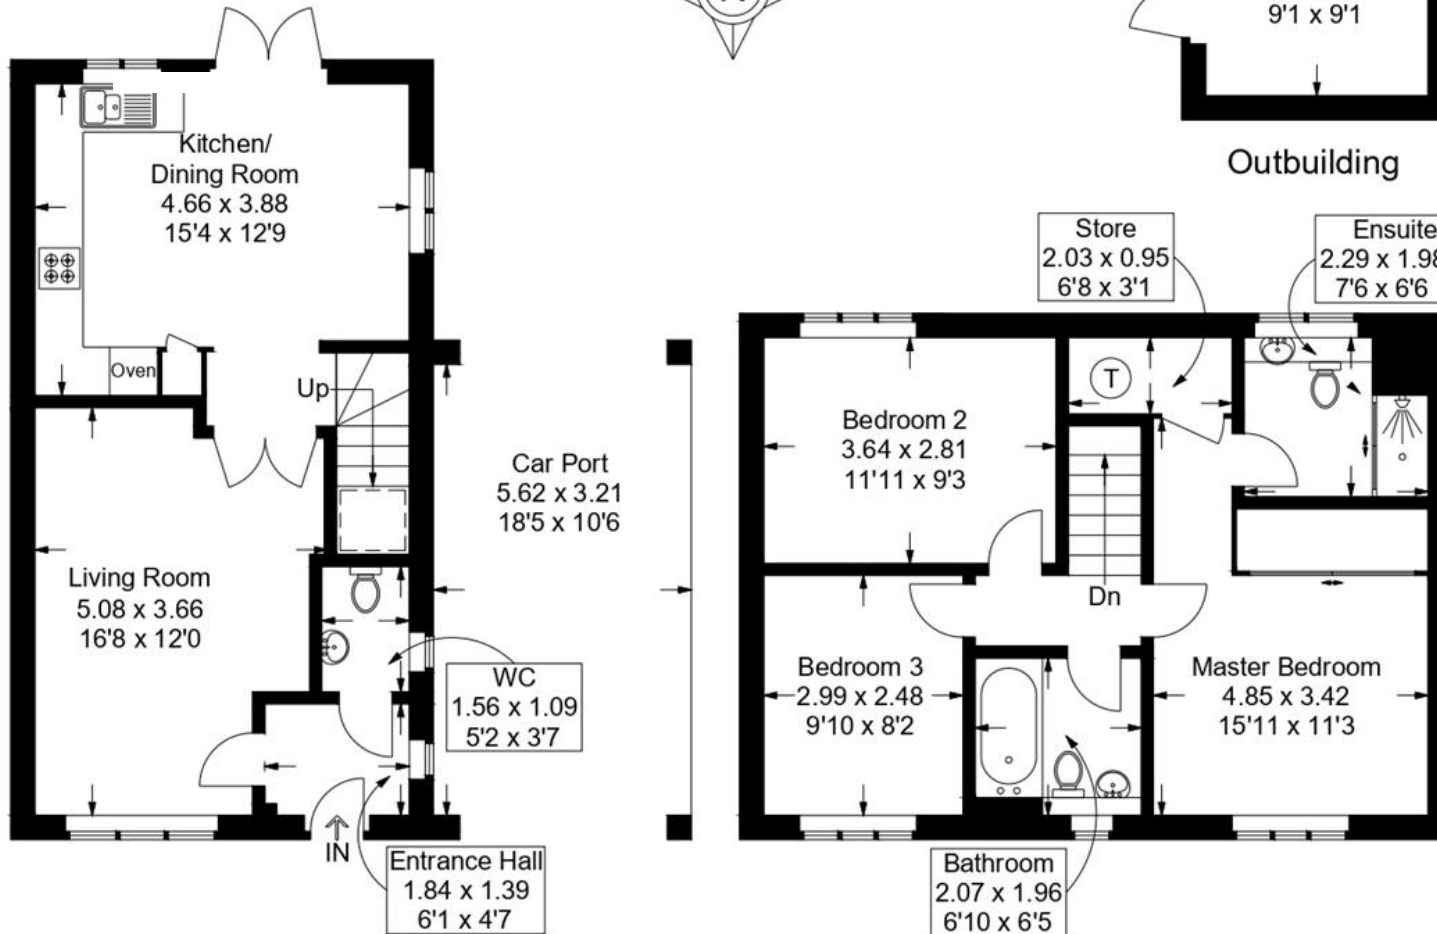 9'1 x 9'1
Outbuilding
Kitchen/
Dining Room
4.66 x 3.88
15'4 x 12'9
Oven
Up
Living Room
5.08 x 3.66
16'8 x 12'0
Car Port
5.62 x 3.21
18'5 x 10'6
WC
1.56 x 1.09
5'2 x 3'7
IN
Entrance Hall
1.84 x 1.39
6'1 x 4'7
Store
2.03 x 0.95
6'8 x 3'1
Ensuite
2.29 x 1.98
7'6 x 6'6
T
Bedroom 2
3.64 x 2.81
11'11 x 9'3
Dn
Bedroom 3
2.99 x 2.48
9'10 x 8'2
Master Bedroom
4.85 x 3.42
15'11 x 11'3
Bathroom
2.07 x 1.96
6'10 x 6'5